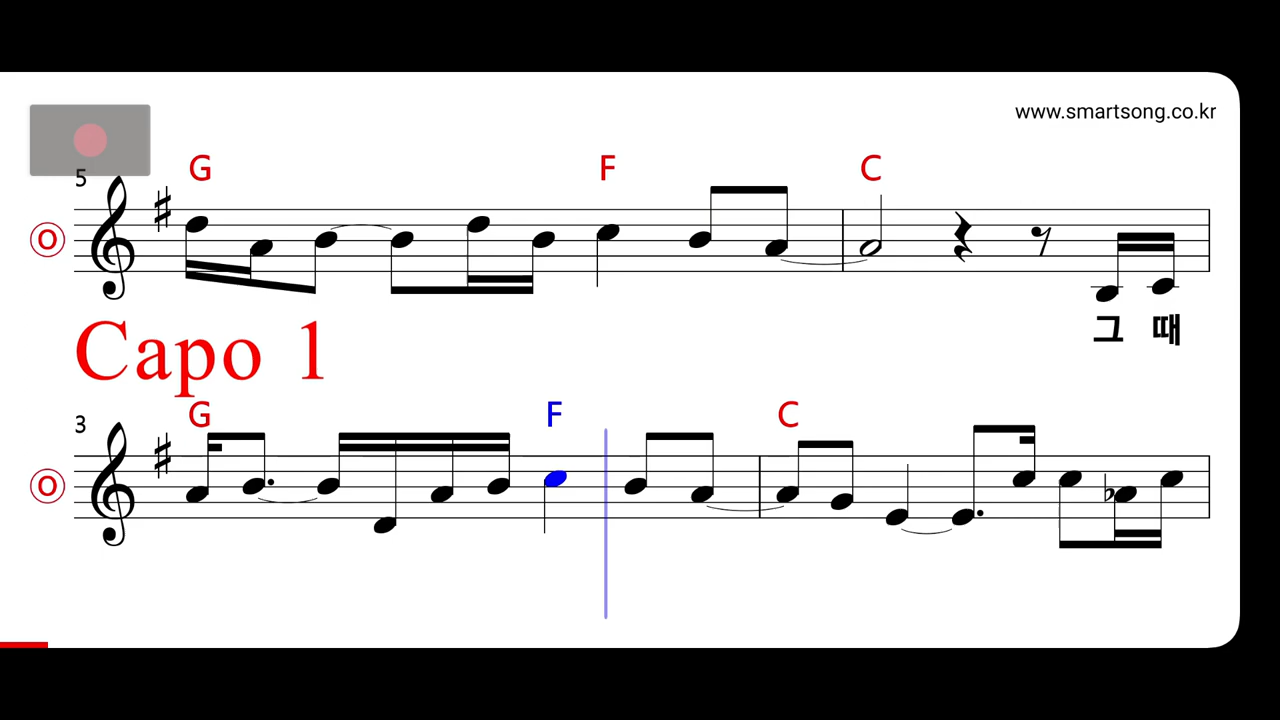 www.smartsong.co.kr
G F C
5
O
그 때
Capo 1
G F C
3
O